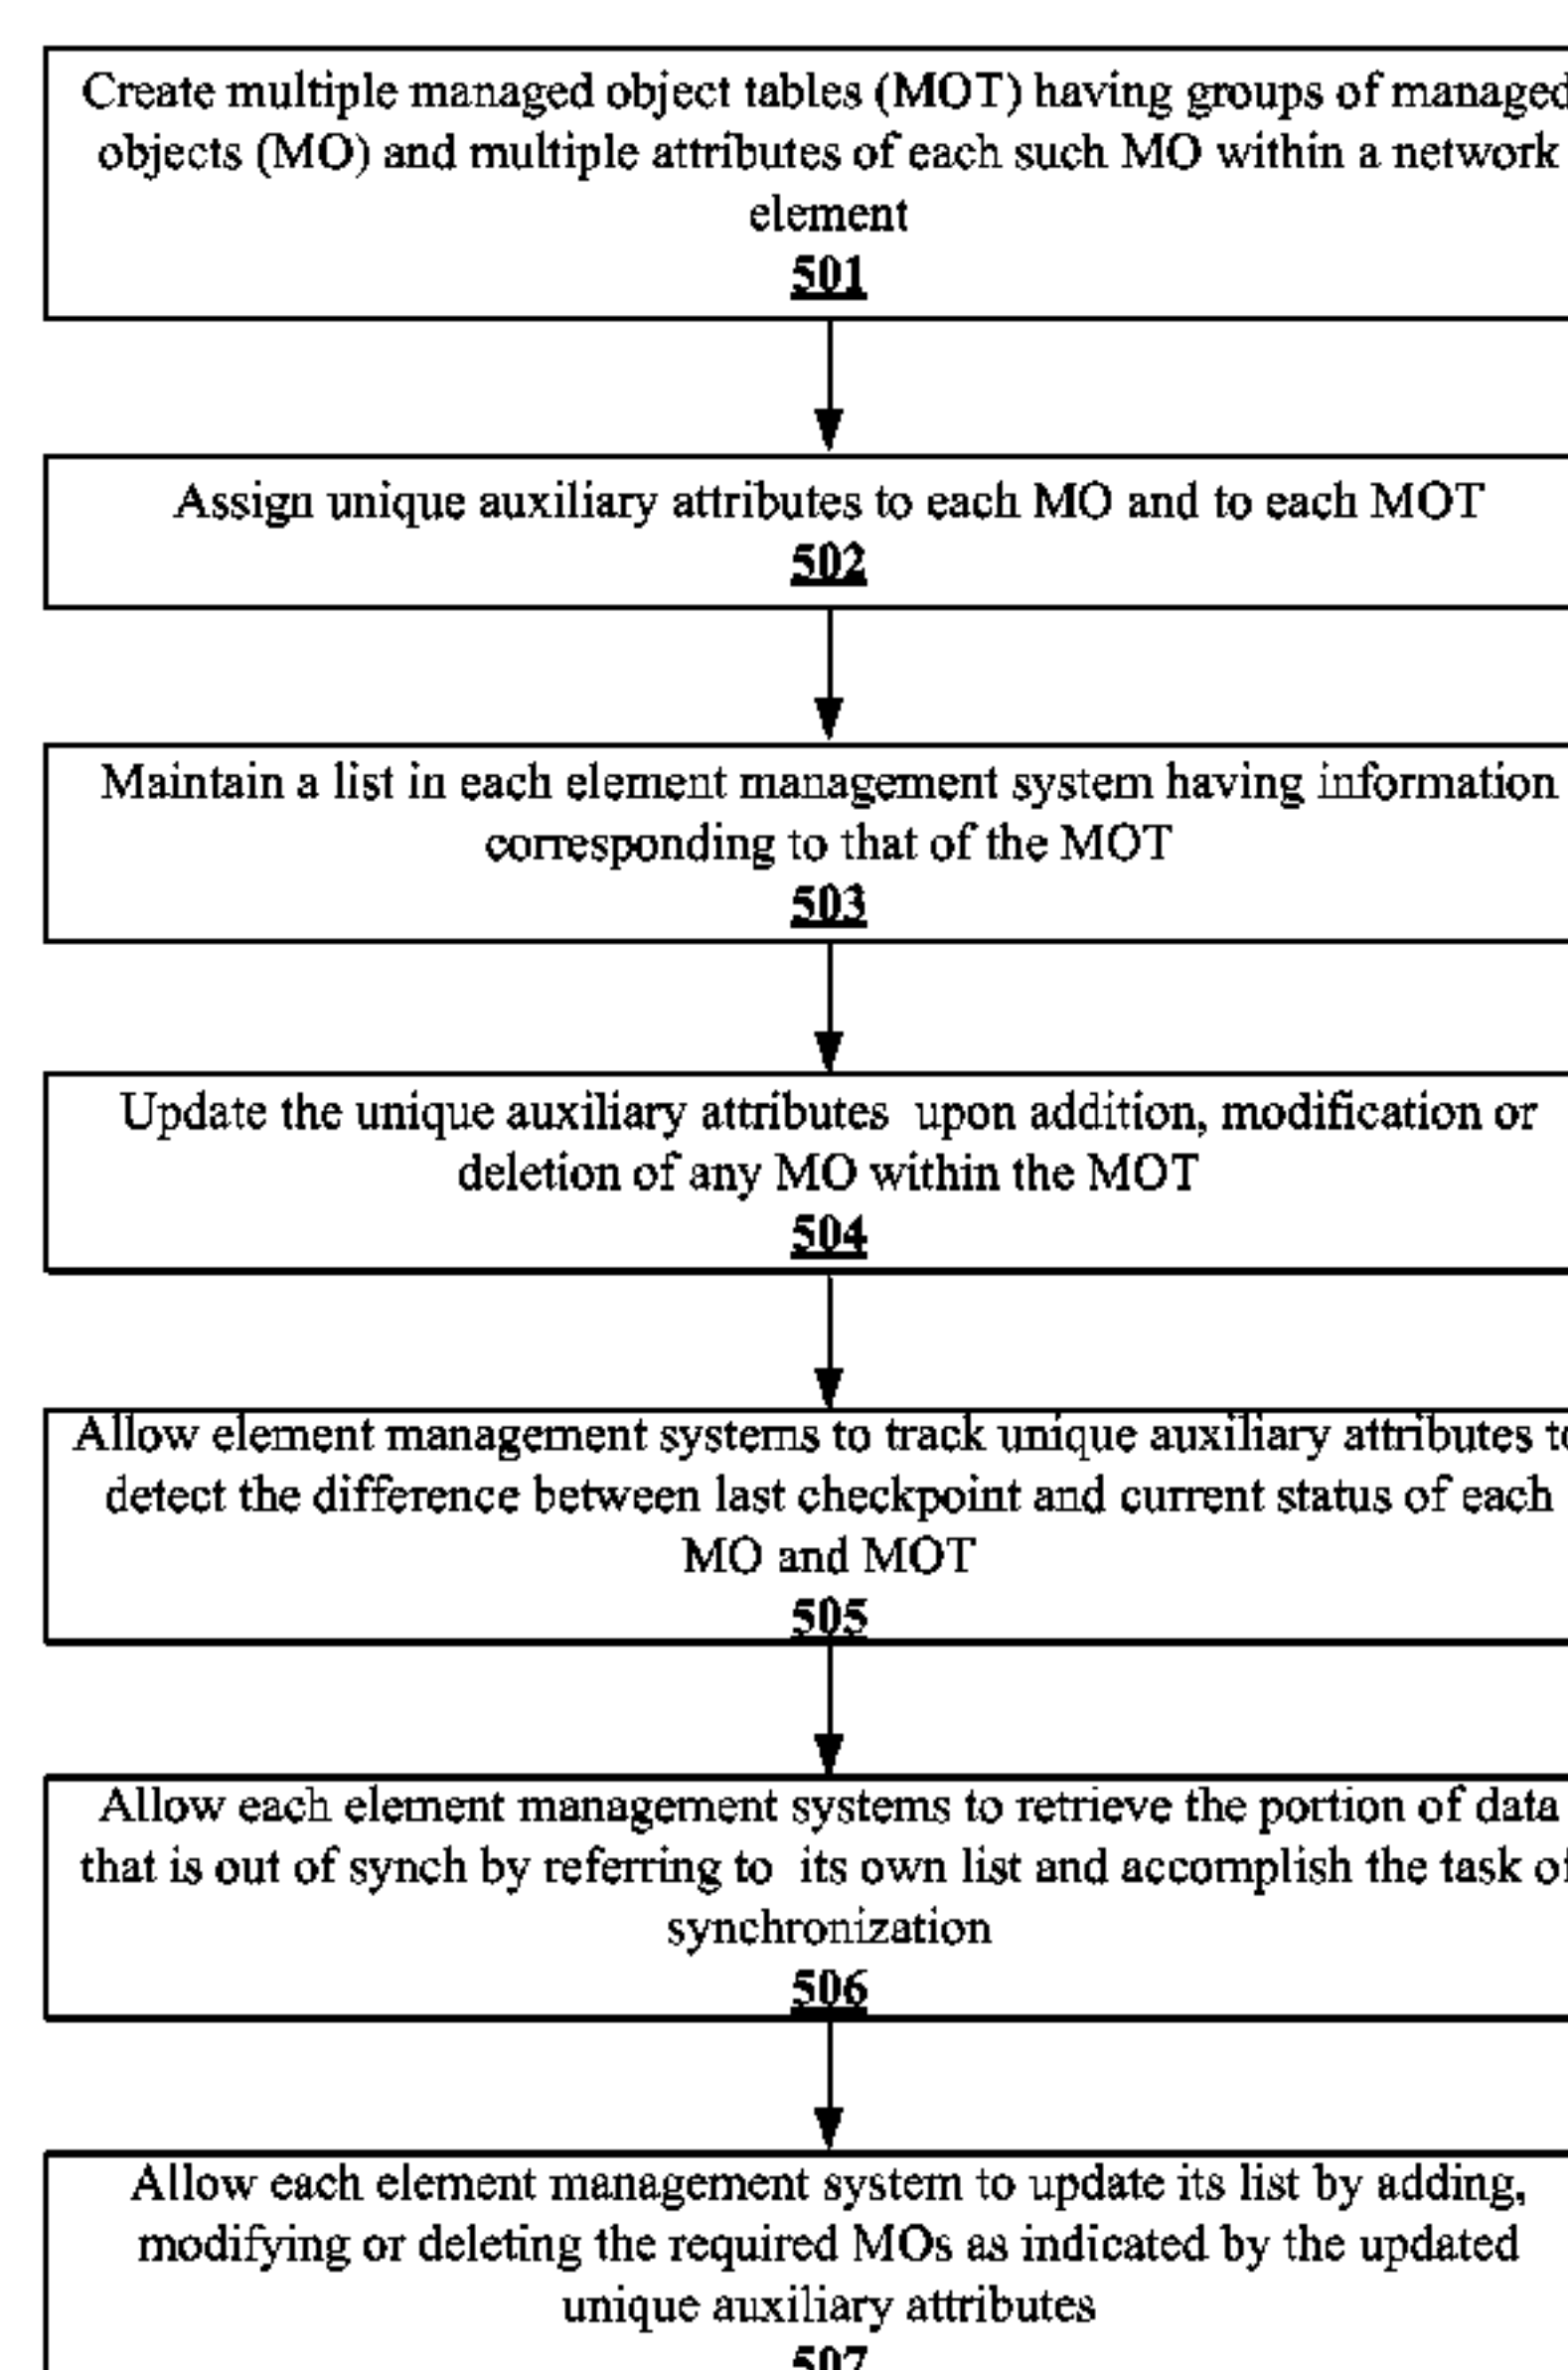 Create multiple managed object tables (MOT) having groups of managed
objects (MO) and multiple attributes of each such MO within a network
element
501
Assign unique auxiliary attributes to each MO and to each MOT
502
Maintain a list in each element management system having information
corresponding to that of the MOT
503
Update the unique auxiliary attributes upon addition, modification or
deletion of any MO within the MOT
504
Allow element management systems to track unique auxiliary attributes to
detect the difference between last checkpoint and current status of each
MO and MOT
505
Allow each element management systems to retrieve the portion of data
that is out of synch by referring to its own list and accomplish the task of
synchronization
506
Allow each element management system to update its list by adding,
modifying or deleting the required MOs as indicated by the updated
unique auxiliary attributes
507